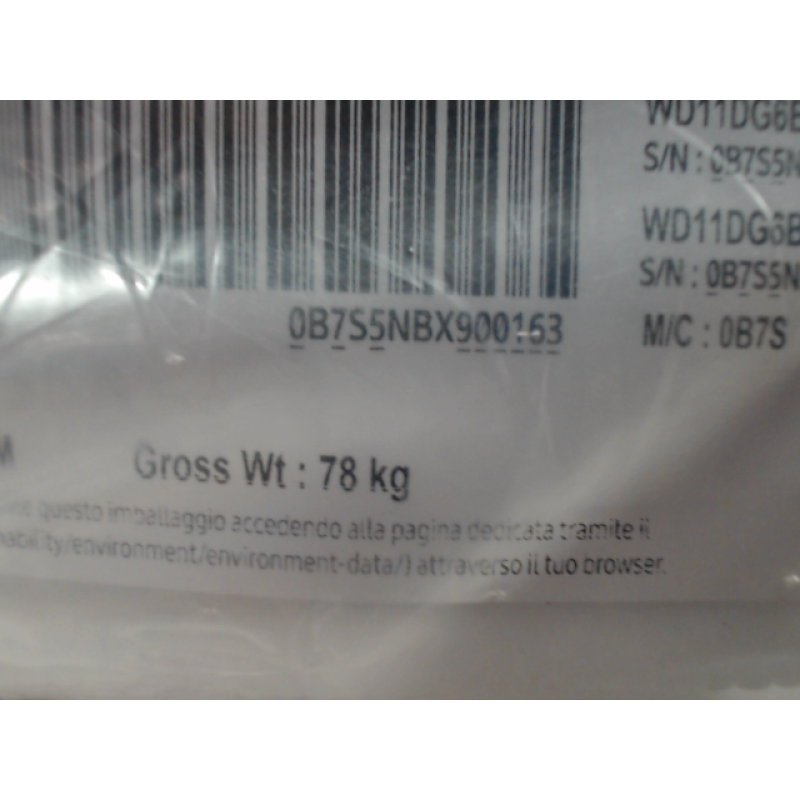 WD11DG6B
S/N : 0B7S5N
WD11DG6B
S/N : 0B7S5N
0B7S5NBX900163
M/C : 0B7S
M
Gross Wt : 78 kg
questo imballaggio accedendo alla pagina dedicata tramite il
nability/environment/environment-data/) attraverso il tuo browser.